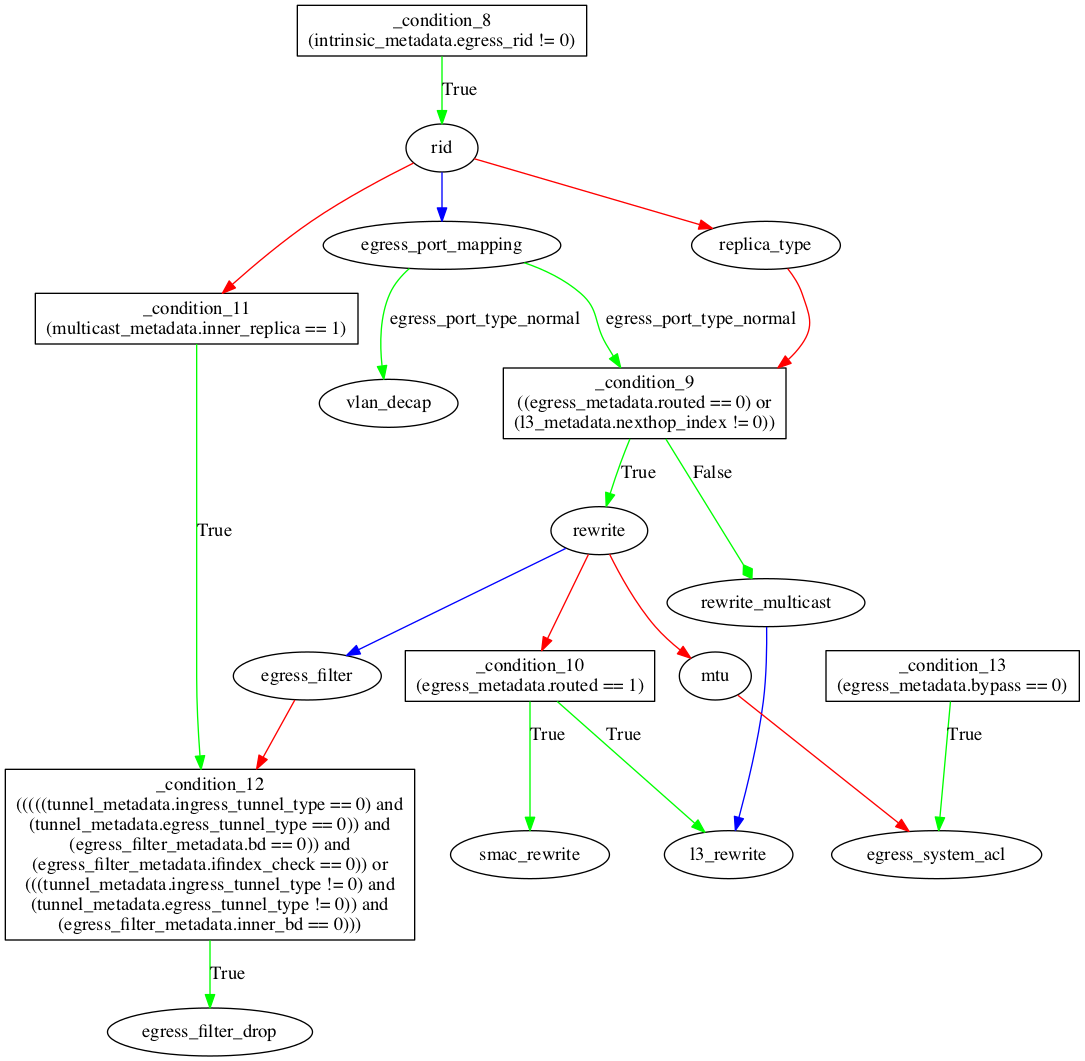 _condition_8
(intrinsic_metadata.egress_rid != 0)
True
rid
egress_port_mapping
replica_type
_condition_11
(multicast_metadata.inner_replica == 1)
egress_port_type_normal
egress_port_type_normal
vlan_decap
_condition_9
((egress_metadata.routed == 0) or
(l3_metadata.nexthop_index != 0))
True
False
True
rewrite
rewrite_multicast
egress_filter
_condition_10
(egress_metadata.routed == 1)
mtu
_condition_13
(egress_metadata.bypass == 0)
True
True
True
_condition_12
(((((tunnel_metadata.ingress_tunnel_type == 0) and
(tunnel_metadata.egress_tunnel_type == 0)) and
(egress_filter_metadata.bd == 0)) and
(egress_filter_metadata.ifindex_check == 0)) or
(((tunnel_metadata.ingress_tunnel_type != 0) and
(tunnel_metadata.egress_tunnel_type != 0)) and
(egress_filter_metadata.inner_bd == 0)))
smac_rewrite
l3_rewrite
egress_system_acl
True
egress_filter_drop